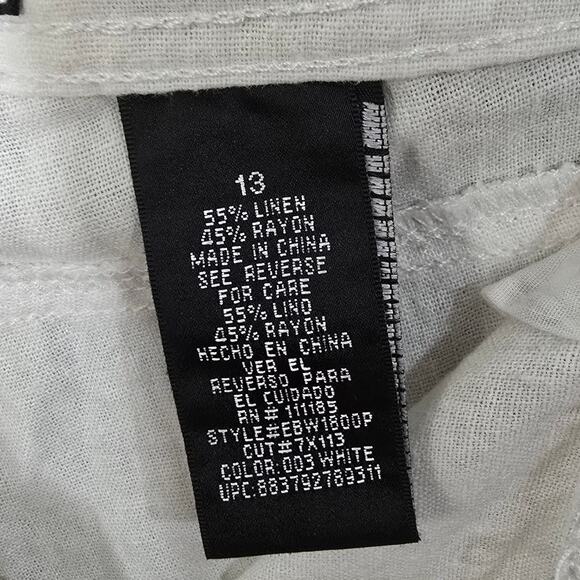 13
55% LINEN
45% RAYON
MADE IN CHINA
SEE REVERSE
FOR CARE
55% LINO
45% RAYON
HECHO EN CHINA
VER EL
REVERSO PARA
EL CUIDADO
RN# 111185
STYLE#EBW1800P
CUT#7X113
COLOR: 003 WHITE
UPC:883792789311